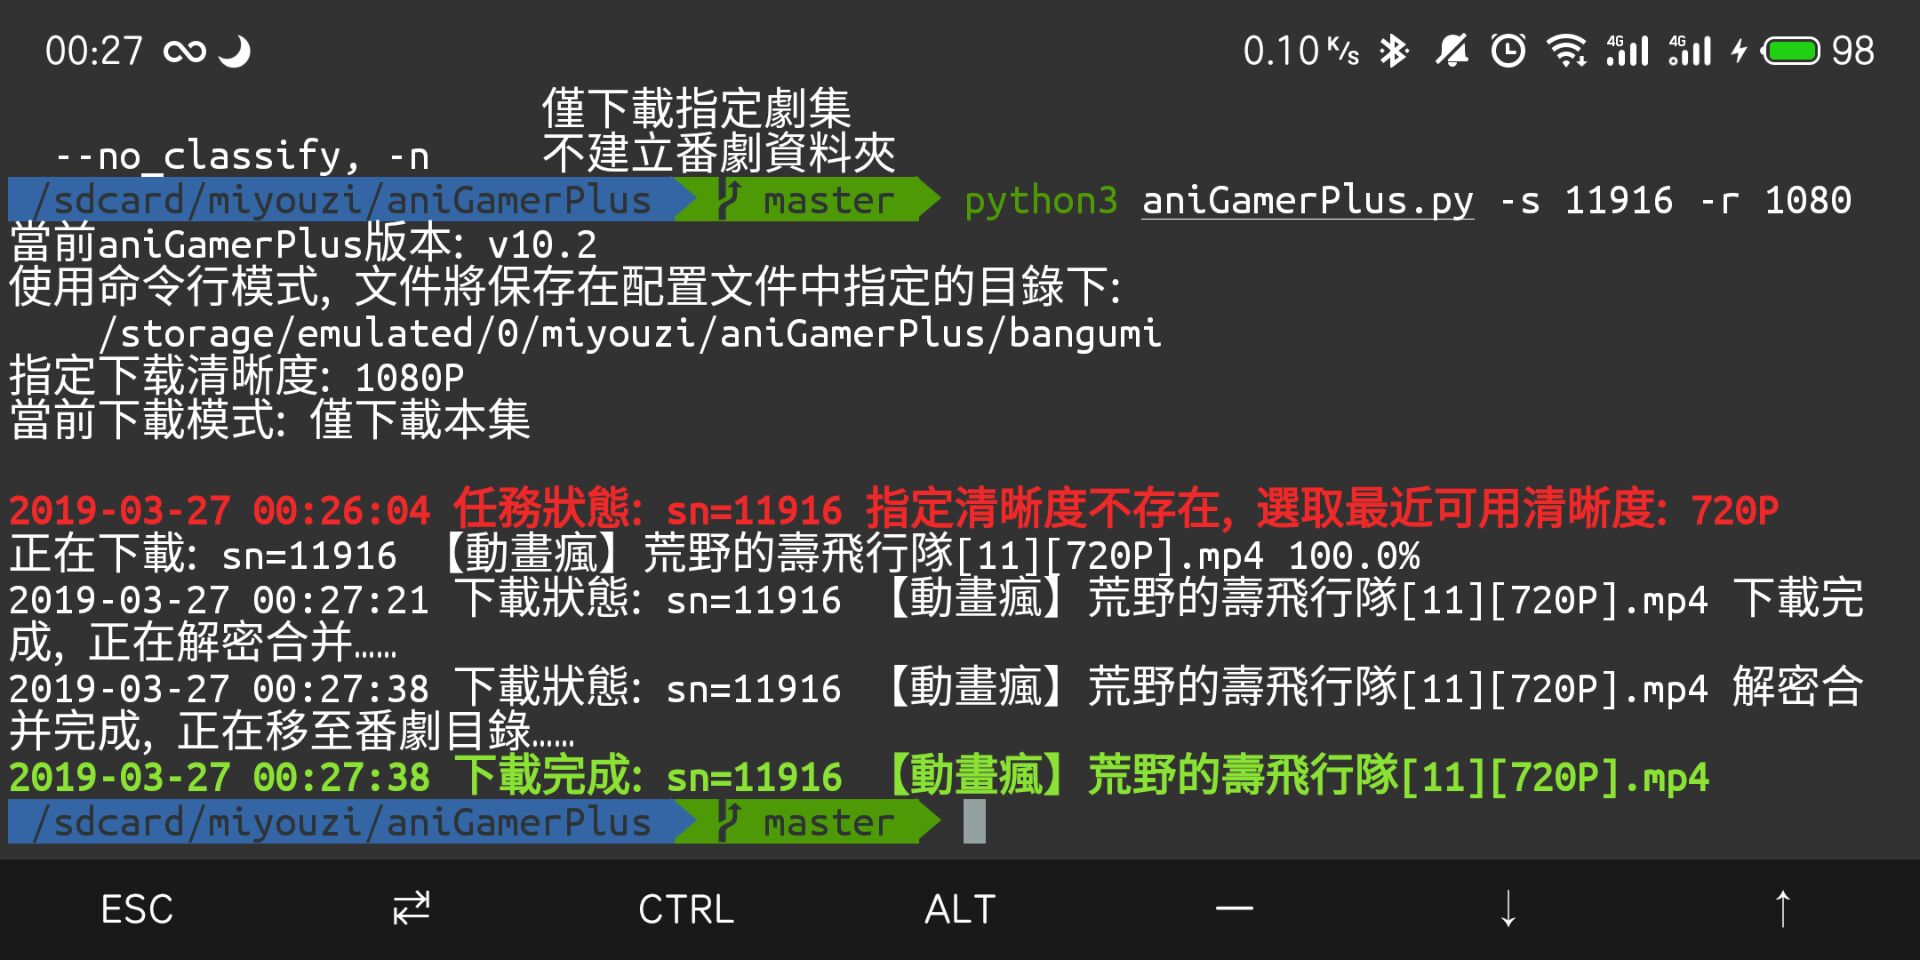 00:27
0.10 K/s 4G 4G 98
僅下載指定劇集
--no_classify, -n 不建立番劇資料夾
/sdcard/miyouzi/aniGamerPlus master python3 aniGamerPlus.py -s 11916 -r 1080
當前aniGamerPlus版本: v10.2
使用命令行模式, 文件將保存在配置文件中指定的目錄下:
/storage/emulated/0/miyouzi/aniGamerPlus/bangumi
指定下载清晰度: 1080P
當前下載模式: 僅下載本集
2019-03-27 00:26:04 任務狀態: sn=11916 指定清晰度不存在, 選取最近可用清晰度: 720P
正在下載: sn=11916 【動畫瘋】荒野的壽飛行隊[11][720P].mp4 100.0%
2019-03-27 00:27:21 下載狀態: sn=11916 【動畫瘋】荒野的壽飛行隊[11][720P].mp4 下載完
成, 正在解密合并……
2019-03-27 00:27:38 下載狀態: sn=11916 【動畫瘋】荒野的壽飛行隊[11][720P].mp4 解密合
并完成, 正在移至番劇目錄……
2019-03-27 00:27:38 下載完成: sn=11916 【動畫瘋】荒野的壽飛行隊[11][720P].mp4
/sdcard/miyouzi/aniGamerPlus master
ESC ⇄ CTRL ALT — ↓ ↑